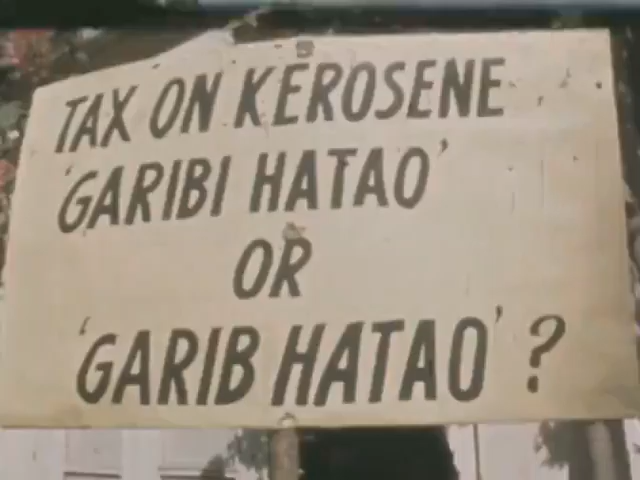 TAX ON KEROSENE
'GARIBI HATAO'
OR
'GARIB HATAO' ?